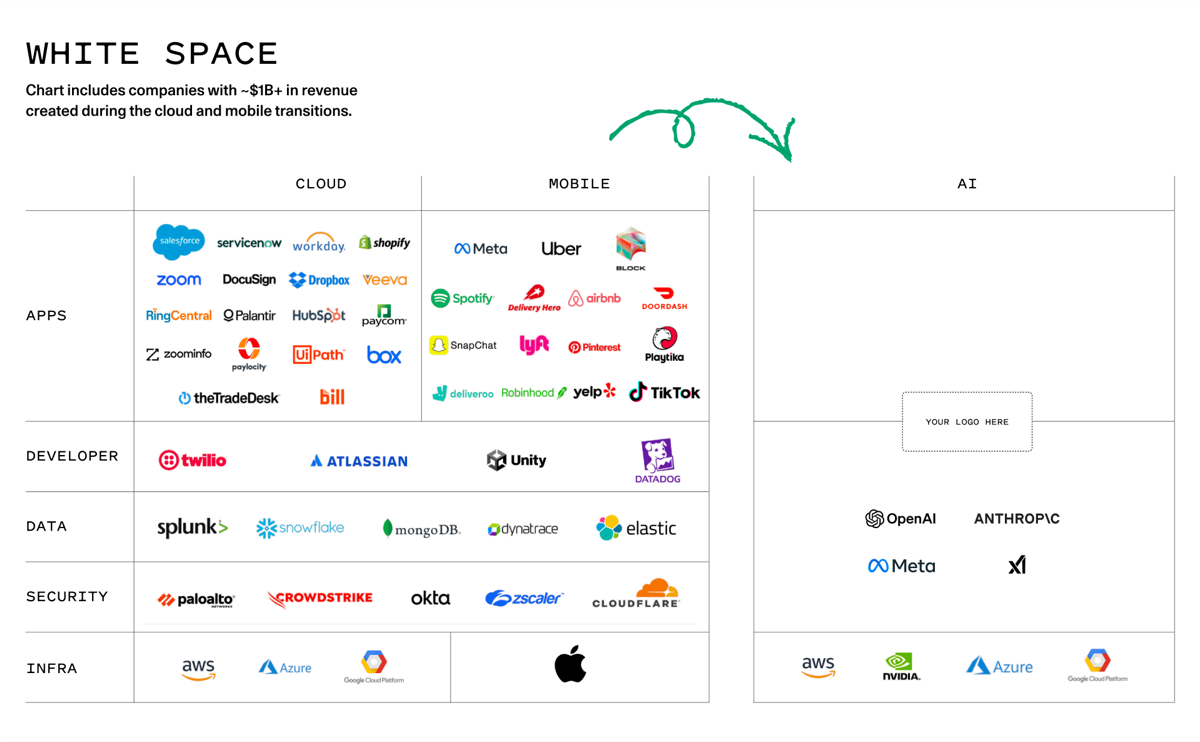 WHITE SPACE
Chart includes companies with ~$1B+ in revenue
created during the cloud and mobile transitions.
CLOUD
MOBILE
AI
APPS
salesforce
servicenow
workday.
shopify
zoom
DocuSign
Dropbox
Veeva
RingCentral
Palantir
HubSpot
paycom
zoominfo
paylocity
UiPath
box
theTradeDesk
bill
Meta
Uber
BLOCK
Spotify
Delivery Hero
airbnb
DOORDASH
SnapChat
lyft
Pinterest
Playtika
deliveroo
Robinhood
yelp
TikTok
YOUR LOGO HERE
DEVELOPER
twilio
ATLASSIAN
Unity
DATADOG
DATA
splunk>
snowflake
mongoDB.
dynatrace
elastic
OpenAI
ANTHROP\C
Meta
xI
SECURITY
paloalto
NETWORKS
CROWDSTRIKE
okta
zscaler
CLOUDFLARE
INFRA
aws
Azure
Google Cloud Platform
aws
NVIDIA.
Azure
Google Cloud Platform